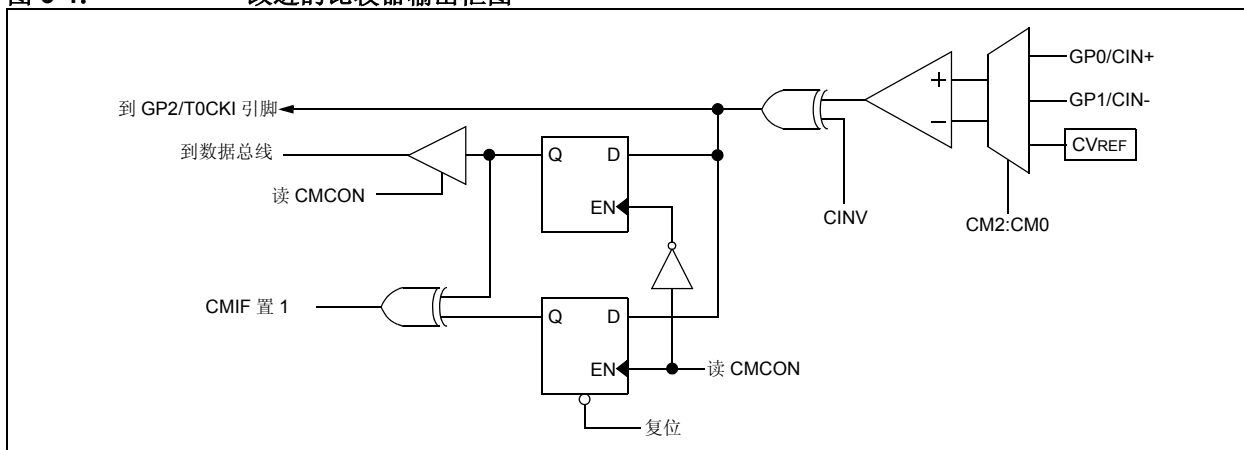 GP0/CIN+
到 GP2/T0CKI 引脚
+
GP1/CIN-
−
到数据总线
Q D
CVREF
读 CMCON
EN
CINV
CM2:CM0
CMIF 置 1
Q D
EN
读 CMCON
复位